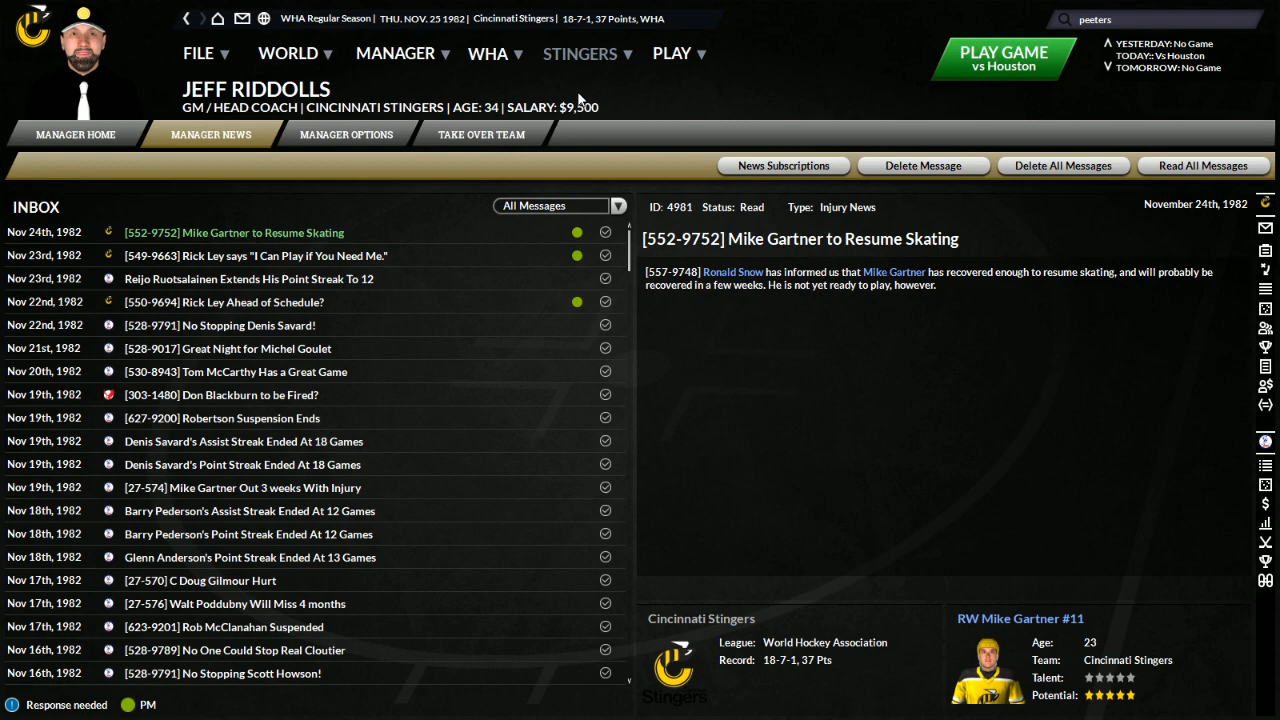 WHA Regular Season | THU. NOV. 25 1982 | Cincinnati Stingers | 18-7-1, 37 Points, WHA
peeters
FILE WORLD MANAGER WHA STINGERS PLAY
PLAY GAME
vs Houston
YESTERDAY: No Game
TODAY:: Vs Houston
TOMORROW: No Game
JEFF RIDDOLLS
GM / HEAD COACH | CINCINNATI STINGERS | AGE: 34 | SALARY: $9,500
MANAGER HOME MANAGER NEWS MANAGER OPTIONS TAKE OVER TEAM
News Subscriptions Delete Message Delete All Messages Read All Messages
INBOX
All Messages
Nov 24th, 1982 [552-9752] Mike Gartner to Resume Skating
Nov 23rd, 1982 [549-9663] Rick Ley says "I Can Play if You Need Me."
Nov 23rd, 1982 Reijo Ruotsalainen Extends His Point Streak To 12
Nov 22nd, 1982 [550-9694] Rick Ley Ahead of Schedule?
Nov 22nd, 1982 [528-9791] No Stopping Denis Savard!
Nov 21st, 1982 [528-9017] Great Night for Michel Goulet
Nov 20th, 1982 [530-8943] Tom McCarthy Has a Great Game
Nov 19th, 1982 [303-1480] Don Blackburn to be Fired?
Nov 19th, 1982 [627-9200] Robertson Suspension Ends
Nov 19th, 1982 Denis Savard's Assist Streak Ended At 18 Games
Nov 19th, 1982 Denis Savard's Point Streak Ended At 18 Games
Nov 19th, 1982 [27-574] Mike Gartner Out 3 weeks With Injury
Nov 18th, 1982 Barry Pederson's Assist Streak Ended At 12 Games
Nov 18th, 1982 Barry Pederson's Point Streak Ended At 12 Games
Nov 18th, 1982 Glenn Anderson's Point Streak Ended At 13 Games
Nov 17th, 1982 [27-570] C Doug Gilmour Hurt
Nov 17th, 1982 [27-576] Walt Poddubny Will Miss 4 months
Nov 17th, 1982 [623-9201] Rob McClanahan Suspended
Nov 16th, 1982 [528-9789] No One Could Stop Real Cloutier
Nov 16th, 1982 [528-9791] No Stopping Scott Howson!
Response needed PM
ID: 4981 Status: Read Type: Injury News
November 24th, 1982
[552-9752] Mike Gartner to Resume Skating
[557-9748] Ronald Snow has informed us that Mike Gartner has recovered enough to resume skating, and will probably be
recovered in a few weeks. He is not yet ready to play, however.
Cincinnati Stingers
League: World Hockey Association
Record: 18-7-1, 37 Pts
Stingers
RW Mike Gartner #11
Age: 23
Team: Cincinnati Stingers
Talent:
Potential: